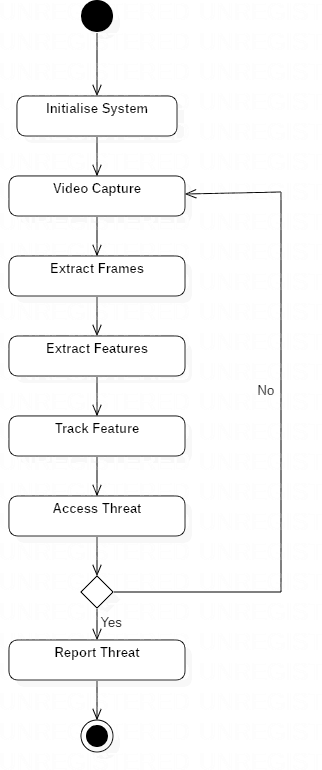 Initialise System
Video Capture
Extract Frames
Extract Features
No
Track Feature
Access Threat
Yes
Report Threat